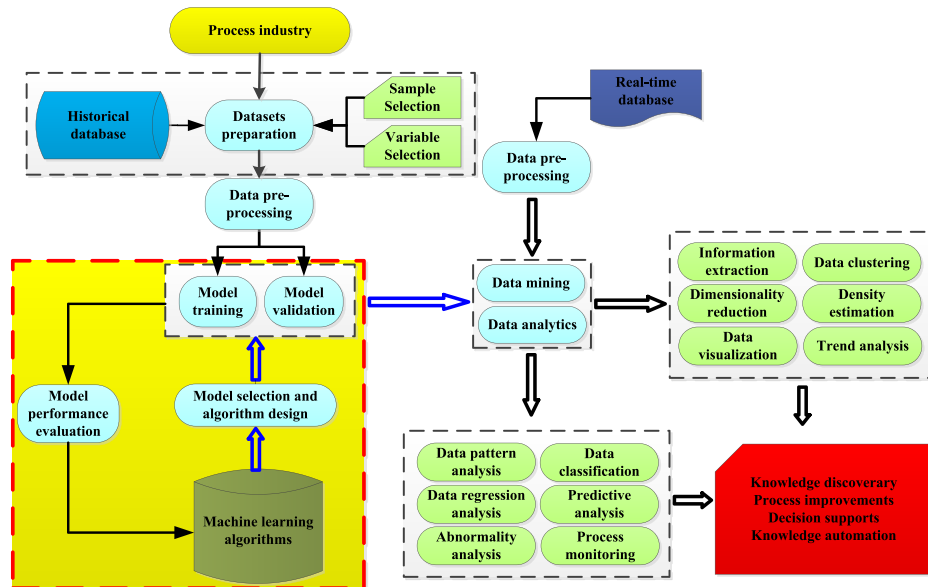 Process industry
Historical
database
Datasets
preparation
Sample
Selection
Variable
Selection
Real-time
database
Data pre-
processing
Data pre-
processing
Model
training
Model
validation
Model
performance
evaluation
Model selection and
algorithm design
Machine learning
algorithms
Data mining
Data analytics
Information
extraction
Data clustering
Dimensionality
reduction
Density
estimation
Data
visualization
Trend analysis
Data pattern
analysis
Data
classification
Data regression
analysis
Predictive
analysis
Abnormality
analysis
Process
monitoring
Knowledge discoverary
Process improvements
Decision supports
Knowledge automation